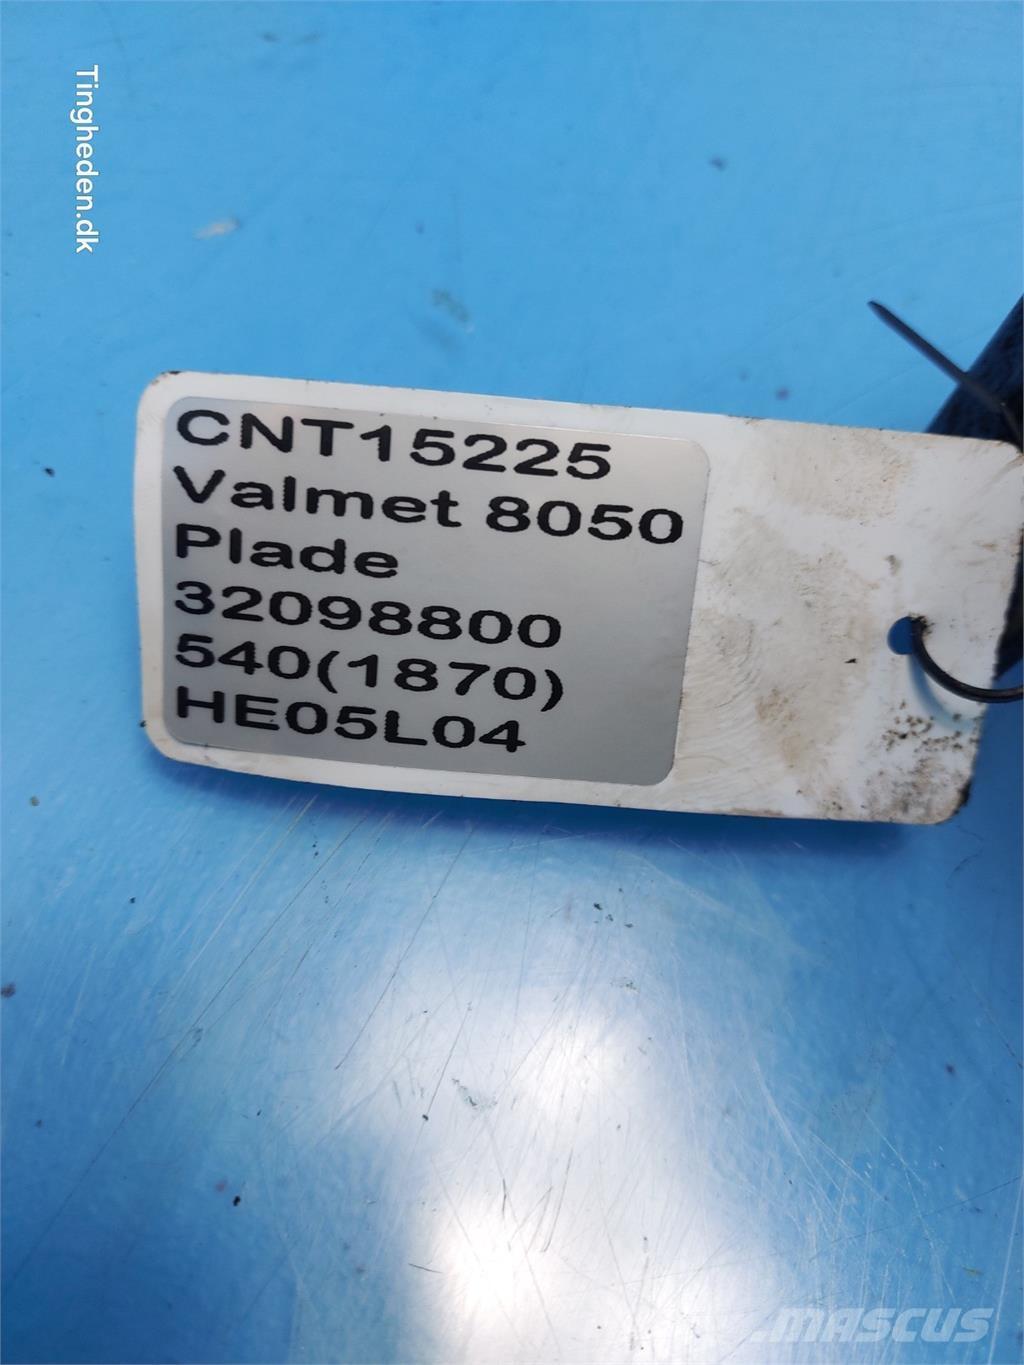 Tingheden.dk
CNT15225
Valmet 8050
Plade
32098800
540(1870)
HE05L04
MASCUS